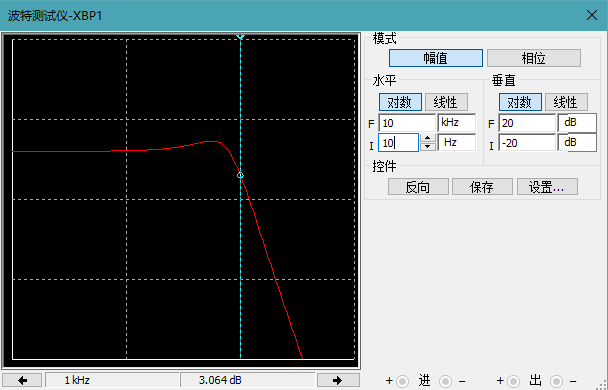 波特测试仪-XBP1
模式
幅值 相位
水平 垂直
对数 线性 对数 线性
F 10 kHz F 20 dB
I 10 Hz I -20 dB
控件
反向 保存 设置...
1 kHz 3.064 dB
+ 进 - + 出 -